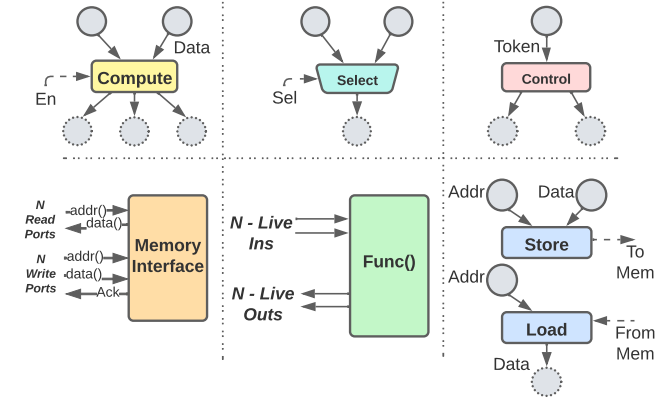 Data
Compute
En
Select
Sel
Token
Control
N
Read
Ports
addr()
data()
N
Write
Ports
addr()
data()
Ack
Memory
Interface
N - Live
Ins
N - Live
Outs
Func()
Addr
Data
Store
To
Mem
Addr
Load
From
Mem
Data